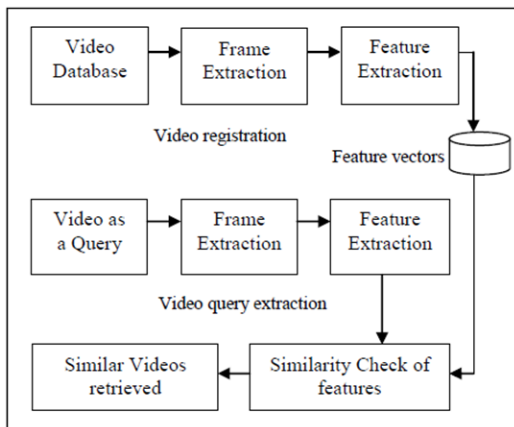 Video
Database
Frame
Extraction
Feature
Extraction
Video registration
Feature vectors
Video as
a Query
Frame
Extraction
Feature
Extraction
Video query extraction
Similar Videos
retrieved
Similarity Check of
features